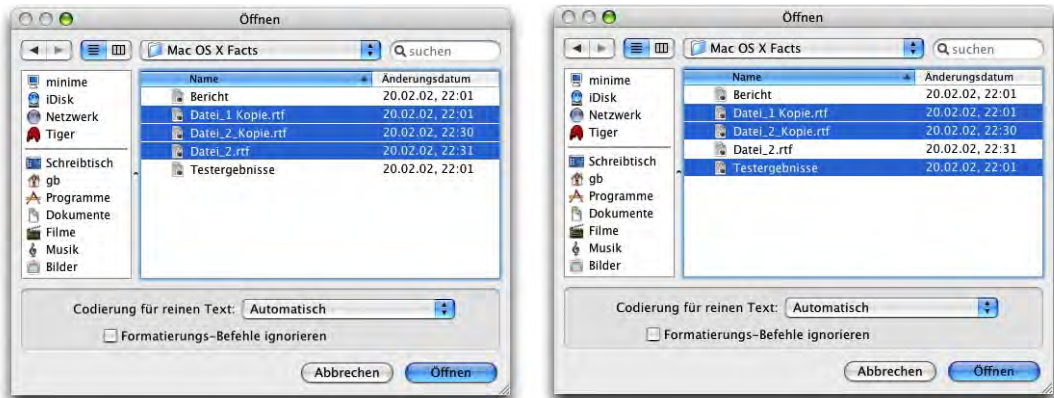 Öffnen
Mac OS X Facts
suchen
minime
iDisk
Netzwerk
Tiger
Schreibtisch
gb
Programme
Dokumente
Filme
Musik
Bilder
Name Änderungsdatum
Bericht 20.02.02, 22:01
Datei_1 Kopie.rtf 20.02.02, 22:01
Datei_2_Kopie.rtf 20.02.02, 22:30
Datei_2.rtf 20.02.02, 22:31
Testergebnisse 20.02.02, 22:01
Codierung für reinen Text: Automatisch
Formatierungs-Befehle ignorieren
Abbrechen Öffnen
Öffnen
Mac OS X Facts
suchen
minime
iDisk
Netzwerk
Tiger
Schreibtisch
gb
Programme
Dokumente
Filme
Musik
Bilder
Name Änderungsdatum
Bericht 20.02.02, 22:01
Datei_1 Kopie.rtf 20.02.02, 22:01
Datei_2_Kopie.rtf 20.02.02, 22:30
Datei_2.rtf 20.02.02, 22:31
Testergebnisse 20.02.02, 22:01
Codierung für reinen Text: Automatisch
Formatierungs-Befehle ignorieren
Abbrechen Öffnen